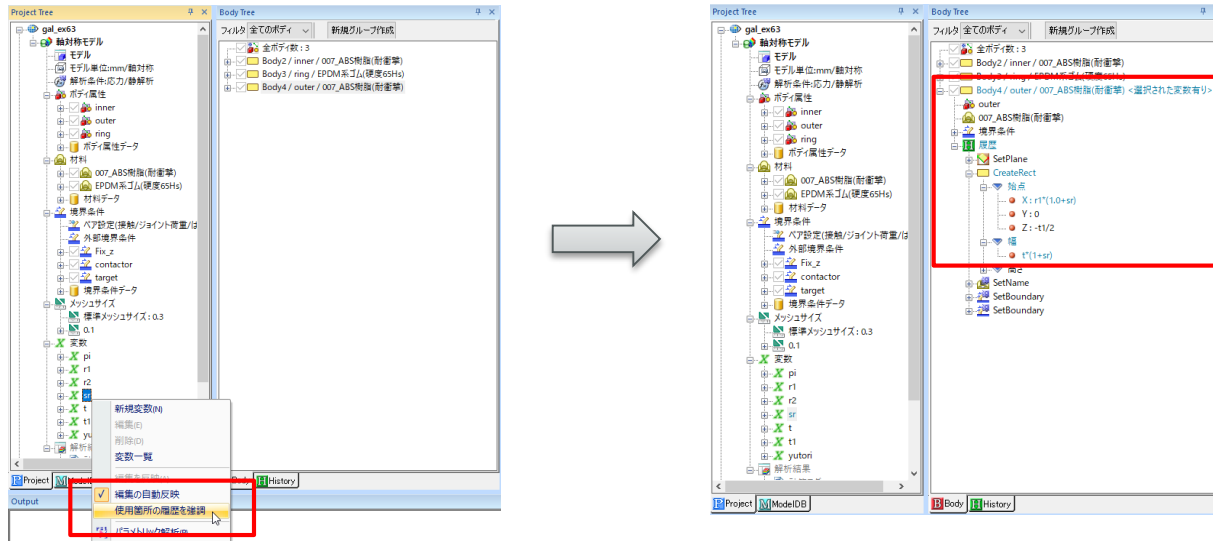 Project Tree
gal_ex63
軸対称モデル
モデル
モデル単位:mm/軸対称
解析条件:応力/静解析
ボディ属性
inner
outer
ring
ボディ属性データ
材料
007_ABS樹脂(耐衝撃)
EPDM系ゴム(硬度65Hs)
材料データ
境界条件
ペア設定(接触/ジョイント荷重/は
外部境界条件
Fix_z
contactor
target
境界条件データ
メッシュサイズ
標準メッシュサイズ:0.3
0.1
変数
pi
r1
r2
sr
t
t1
yu
解析結
Project
ModelDB
Output
新規変数(N)
編集(E)
削除(D)
変数一覧
編集の自動反映
使用箇所の履歴を強調
パラメトリック解析(P)
Body Tree
フィルタ 全てのボディ 新規グループ作成
全ボディ数:3
Body2 / inner / 007_ABS樹脂(耐衝撃)
Body3 / ring / EPDM系ゴム(硬度65Hs)
Body4 / outer / 007_ABS樹脂(耐衝撃)
Body
History
Project Tree
gal_ex63
軸対称モデル
モデル
モデル単位:mm/軸対称
解析条件:応力/静解析
ボディ属性
inner
outer
ring
ボディ属性データ
材料
007_ABS樹脂(耐衝撃)
EPDM系ゴム(硬度65Hs)
材料データ
境界条件
ペア設定(接触/ジョイント荷重/は
外部境界条件
Fix_z
contactor
target
境界条件データ
メッシュサイズ
標準メッシュサイズ:0.3
0.1
変数
pi
r1
r2
sr
t
t1
yutori
解析結果
Project
ModelDB
Body Tree
フィルタ 全てのボディ 新規グループ作成
全ボディ数:3
Body2 / inner / 007_ABS樹脂(耐衝撃)
Body3 / ring / EPDM系ゴム(硬度65Hs)
Body4 / outer / 007_ABS樹脂(耐衝撃) <選択された変数有り>
outer
007_ABS樹脂(耐衝撃)
境界条件
履歴
SetPlane
CreateRect
始点
X : r1*(1.0+sr)
Y : 0
Z : -t1/2
幅
t*(1+sr)
高さ
SetName
SetBoundary
SetBoundary
Body
History